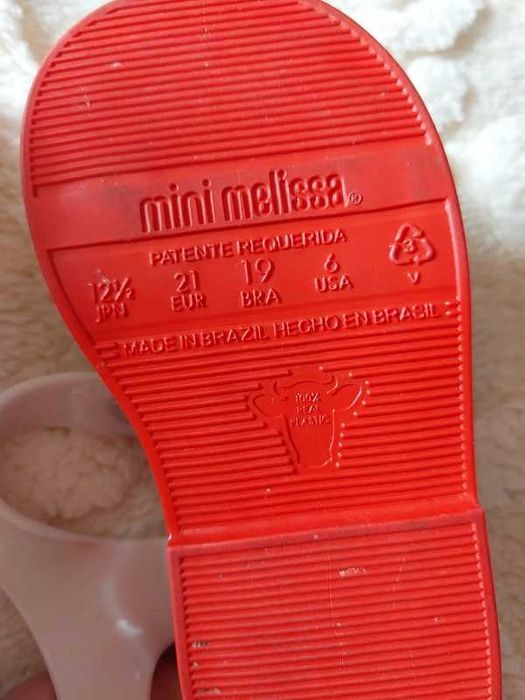 mini melissa®
PATENTE REQUERIDA
12½ 21 19 6 3
JPN EUR BRA USA V
MADE IN BRAZIL HECHO EN BRASIL
100%
REAL
PLASTIC